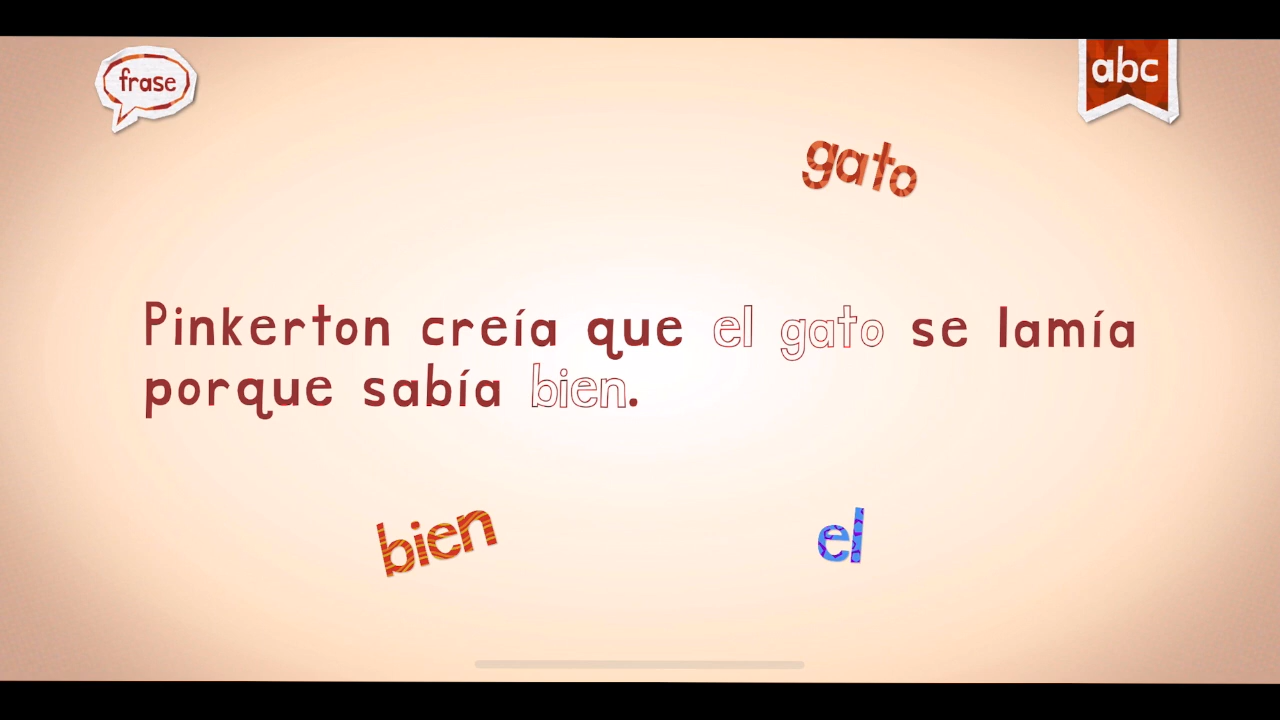 frase
abc
gato
Pinkerton creía que el gato se lamía
porque sabía bien.
bien
el